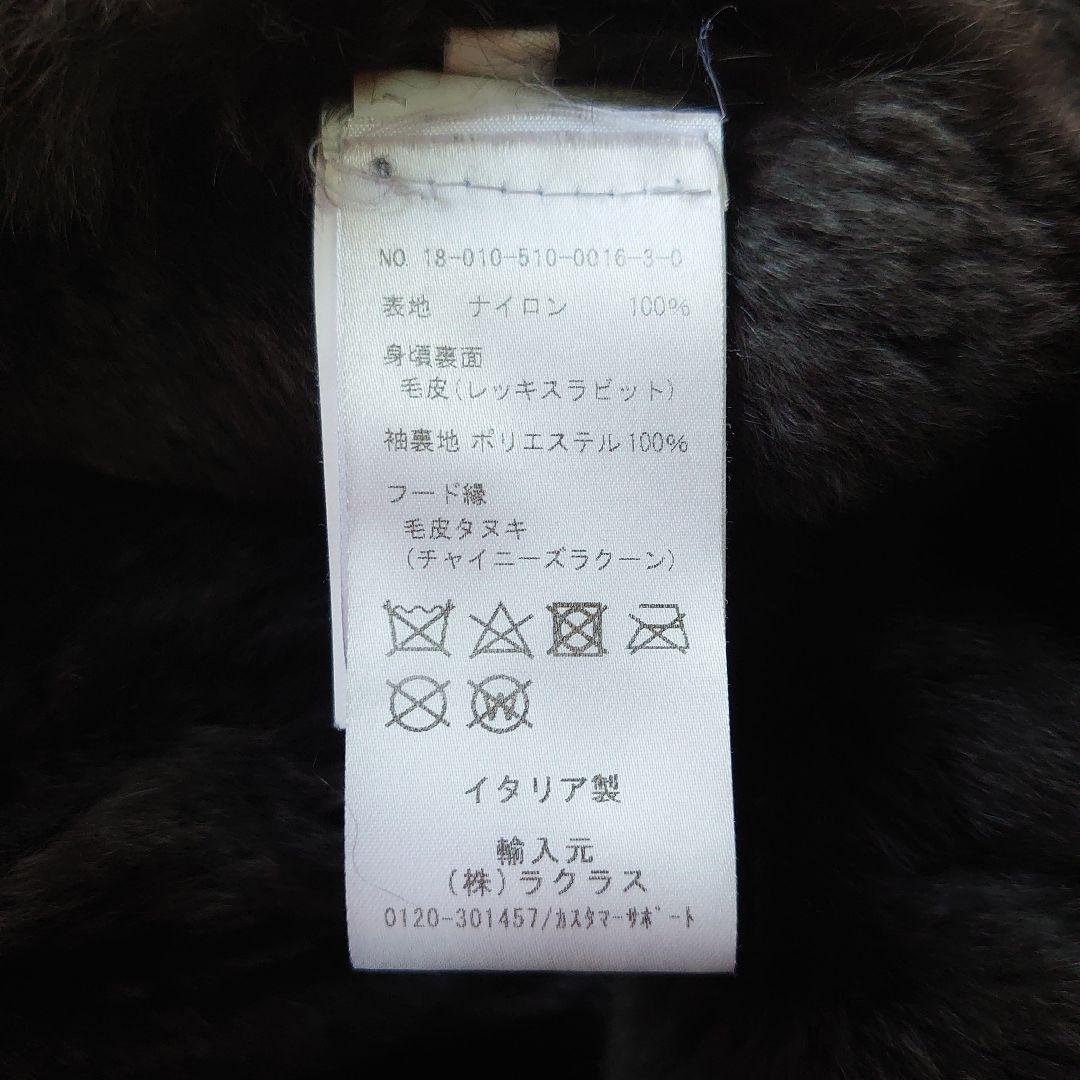 NO. 18-010-510-0016-3-0
表地 ナイロン 100%
身頃裏面
毛皮(レッキスラビット)
袖裏地 ポリエステル100%
フード縁
毛皮タヌキ
(チャイニーズラクーン)
W
イタリア製
輸入元
(株)ラクラス
0120-301457/ｶｽﾀﾏｰｻﾎﾟｰﾄ